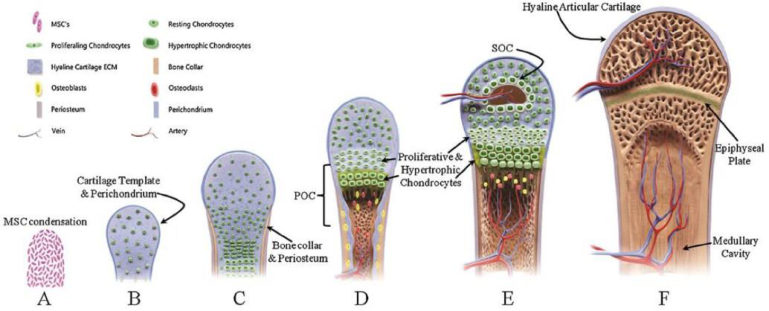 MSC's
Resting Chondrocytes
Proliferaling Chondrocytes
Hypertrophic Chondrocytes
Hyaline Cartilage ECM
Bone Collar
Osteoblasts
Osteoclasts
Periosteum
Perichondrium
Vein
Artery
MSC condensation
Cartilage Template
& Perichondrium
Bone collar
& Periosteum
POC
Proliferative &
Hypertrophic
Chondrocytes
SOC
Hyaline Articular Cartilage
Epiphyseal
Plate
Medullary
Cavity
A
B
C
D
E
F